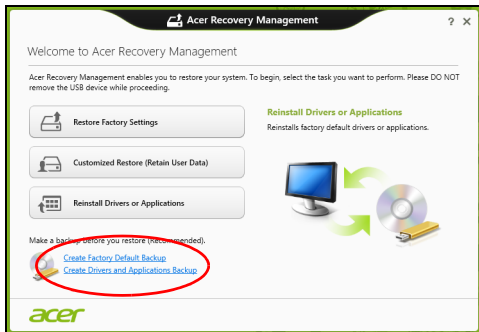 Acer Recovery Management
? X
Welcome to Acer Recovery Management
Acer Recovery Management enables you to restore your system. To begin, select the task you want to perform. Please DO NOT
remove the USB device while proceeding.
Restore Factory Settings
Customized Restore (Retain User Data)
Reinstall Drivers or Applications
Reinstall Drivers or Applications
Reinstalls factory default drivers or applications.
Make a backup before you restore (Recommended).
Create Factory Default Backup
Create Drivers and Applications Backup
acer